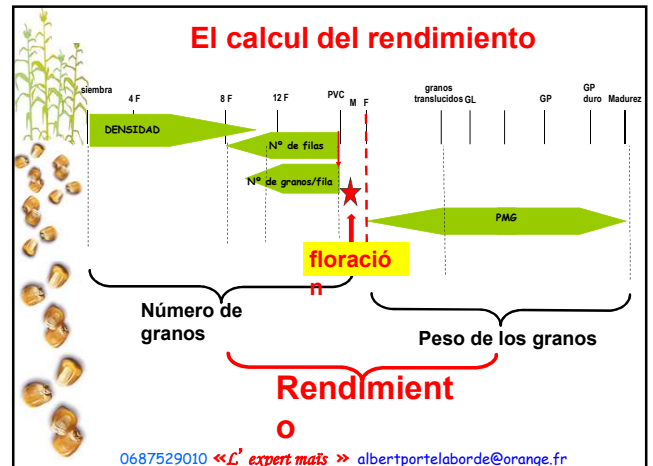 El calcul del rendimiento
siembra
4 F
8 F
12 F
PVC
M
F
granos
translucidos
GL
GP
GP
duro
Madurez
DENSIDAD
Nº de filas
Nº de granos/fila
PMG
floració
n
Número de
granos
Peso de los granos
Rendimient
o
0687529010 «L' expert maïs » albertportelaborde@orange.fr